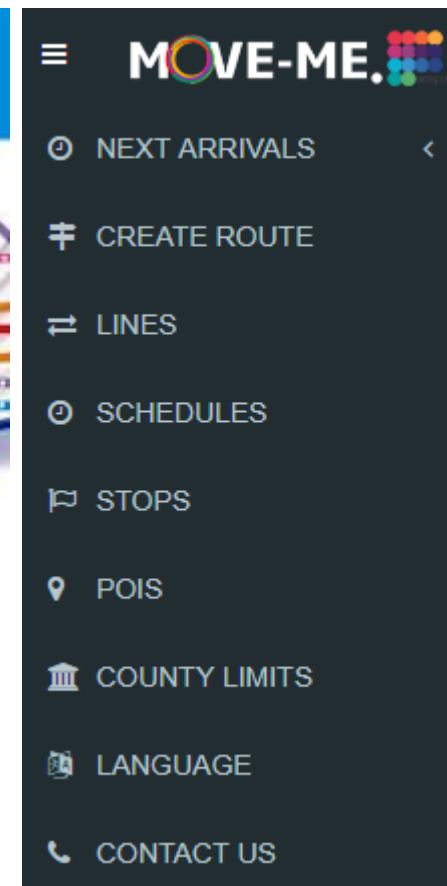 MOVE-ME.
NEXT ARRIVALS
CREATE ROUTE
LINES
SCHEDULES
STOPS
POIS
COUNTY LIMITS
LANGUAGE
CONTACT US